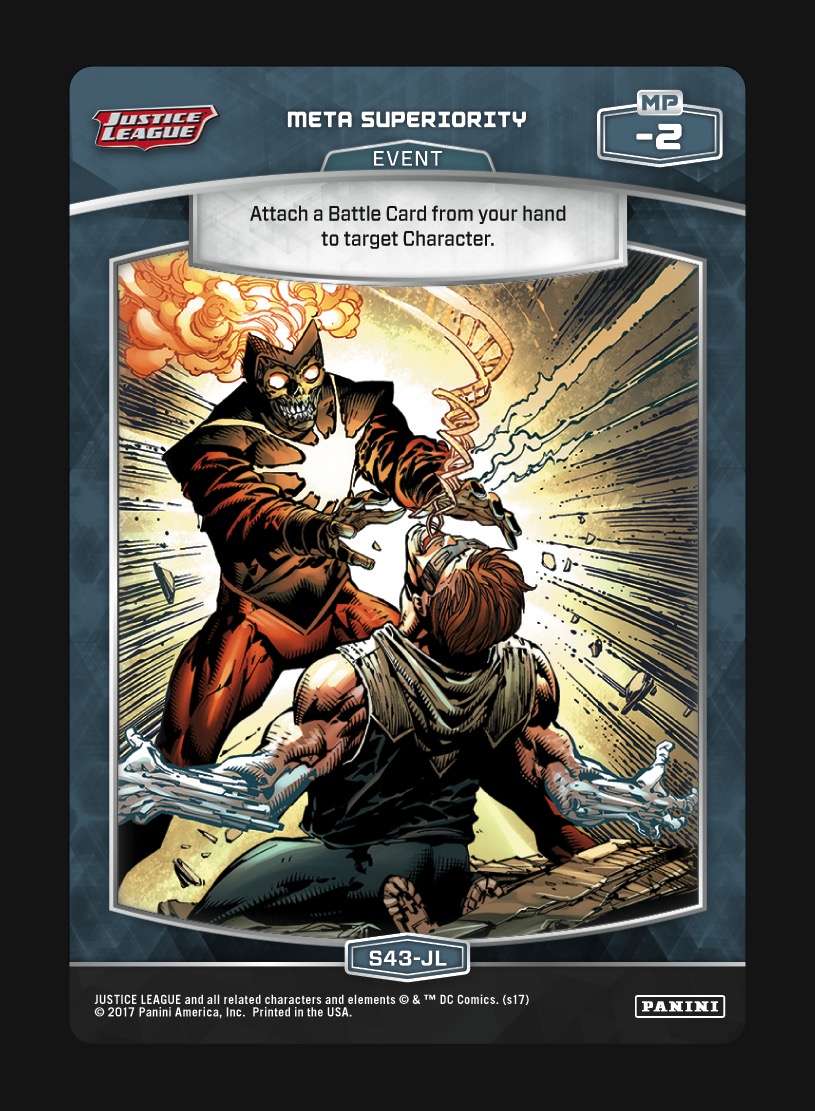 JUSTICE
LEAGUE
META SUPERIORITY
MP
-2
EVENT
Attach a Battle Card from your hand
to target Character.
S43-JL
JUSTICE LEAGUE and all related characters and elements © & ™ DC Comics. (s17)
© 2017 Panini America, Inc. Printed in the USA.
PANINI